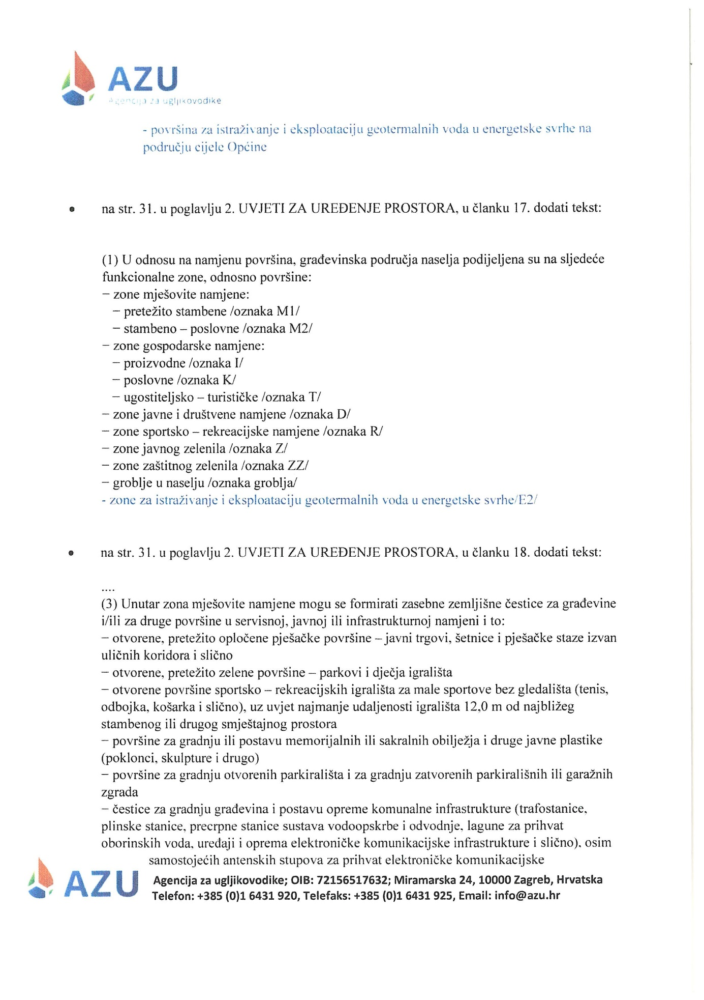 AZU
Agencija za ugljikovodike
- površina za istraživanje i eksploataciju geotermalnih voda u energetske svrhe na
području cijele Općine
• na str. 31. u poglavlju 2. UVJETI ZA UREĐENJE PROSTORA, u članku 17. dodati tekst:
(1) U odnosu na namjenu površina, građevinska područja naselja podijeljena su na sljedeće
funkcionalne zone, odnosno površine:
− zone mješovite namjene:
− pretežito stambene /oznaka M1/
− stambeno – poslovne /oznaka M2/
− zone gospodarske namjene:
− proizvodne /oznaka I/
− poslovne /oznaka K/
− ugostiteljsko – turističke /oznaka T/
− zone javne i društvene namjene /oznaka D/
− zone sportsko – rekreacijske namjene /oznaka R/
− zone javnog zelenila /oznaka Z/
− zone zaštitnog zelenila /oznaka ZZ/
− groblje u naselju /oznaka groblja/
- zone za istraživanje i eksploataciju geotermalnih voda u energetske svrhe/E2/
• na str. 31. u poglavlju 2. UVJETI ZA UREĐENJE PROSTORA, u članku 18. dodati tekst:
....
(3) Unutar zona mješovite namjene mogu se formirati zasebne zemljišne čestice za građevine
i/ili za druge površine u servisnoj, javnoj ili infrastrukturnoj namjeni i to:
− otvorene, pretežito opločene pješačke površine – javni trgovi, šetnice i pješačke staze izvan
uličnih koridora i slično
− otvorene, pretežito zelene površine – parkovi i dječja igrališta
− otvorene površine sportsko – rekreacijskih igrališta za male sportove bez gledališta (tenis,
odbojka, košarka i slično), uz uvjet najmanje udaljenosti igrališta 12,0 m od najbližeg
stambenog ili drugog smještajnog prostora
− površine za gradnju ili postavu memorijalnih ili sakralnih obilježja i druge javne plastike
(poklonci, skulpture i drugo)
− površine za gradnju otvorenih parkirališta i za gradnju zatvorenih parkirališnih ili garažnih
zgrada
− čestice za gradnju građevina i postavu opreme komunalne infrastrukture (trafostanice,
plinske stanice, precrpne stanice sustava vodoopskrbe i odvodnje, lagune za prihvat
oborinskih voda, uređaji i oprema elektroničke komunikacijske infrastrukture i slično), osim
samostojećih antenskih stupova za prihvat elektroničke komunikacijske
AZU
Agencija za ugljikovodike; OIB: 72156517632; Miramarska 24, 10000 Zagreb, Hrvatska
Telefon: +385 (0)1 6431 920, Telefaks: +385 (0)1 6431 925, Email: info@azu.hr